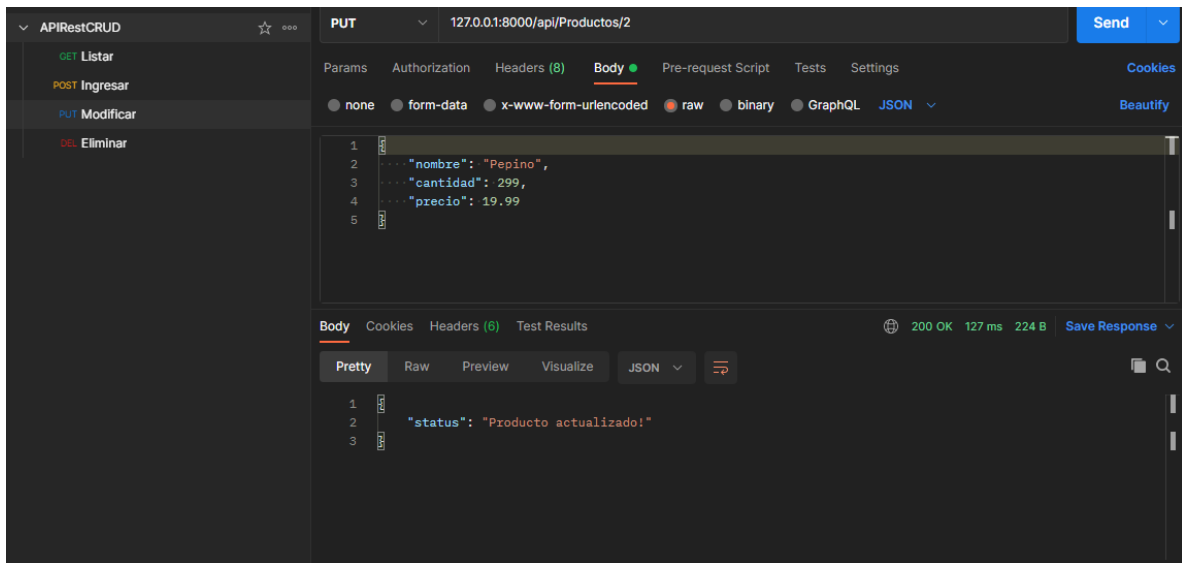 APIRestCRUD
GET Listar
POST Ingresar
PUT Modificar
DEL Eliminar
PUT 127.0.0.1:8000/api/Productos/2 Send
Params Authorization Headers (8) Body Pre-request Script Tests Settings Cookies
none form-data x-www-form-urlencoded raw binary GraphQL JSON Beautify
1 {
2 "nombre": "Pepino",
3 "cantidad": 299,
4 "precio": 19.99
5 }
Body Cookies Headers (6) Test Results 200 OK 127 ms 224 B Save Response
Pretty Raw Preview Visualize JSON
1 {
2 "status": "Producto actualizado!"
3 }